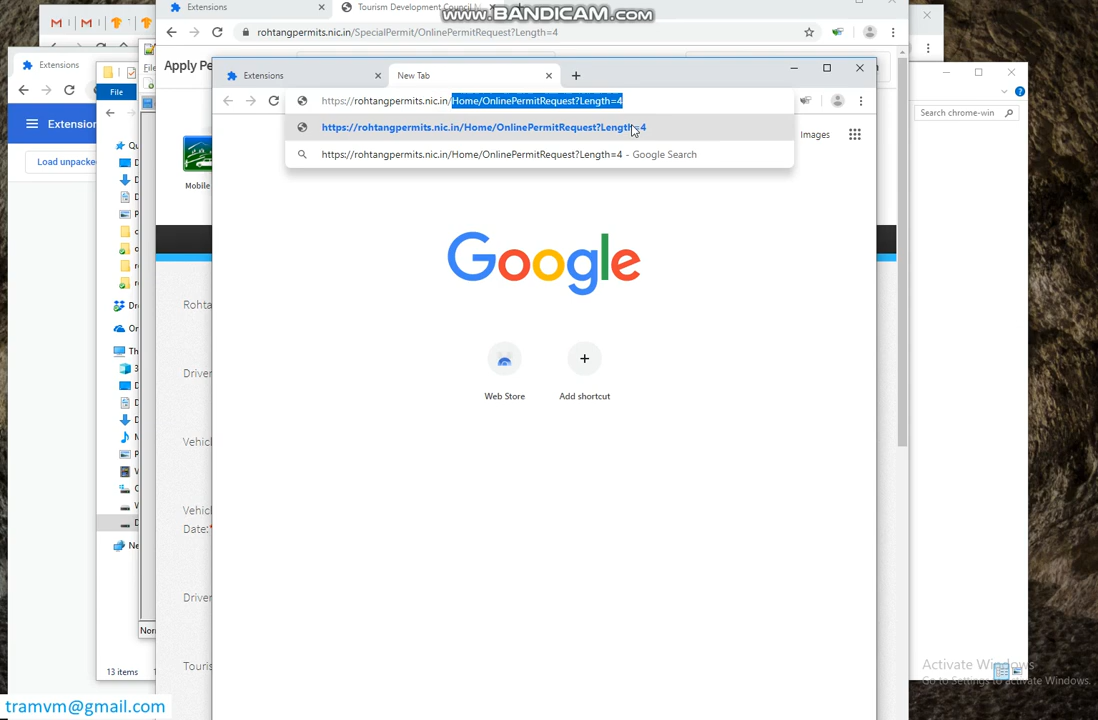 Extensions
Tourism Development Council
WWW.BANDICAM.COM
rohtangpermits.nic.in/SpecialPermit/OnlinePermitRequest?Length=4
Extensions
Apply Pe
Extensions
New Tab
File
https://rohtangpermits.nic.in/Home/OnlinePermitRequest?Length=4
Search chrome-win
Extension
https://rohtangpermits.nic.in/Home/OnlinePermitRequest?Length=4
Images
Load unpacke
https://rohtangpermits.nic.in/Home/OnlinePermitRequest?Length=4 - Google Search
Mobile
Google
Rohta
Driver
Web Store
Add shortcut
Vehicl
Vehicl
Date:*
Driver
Touris
Nor
13 items
Activate Windows
Go to Settings to activate Windows.
tramvm@gmail.com